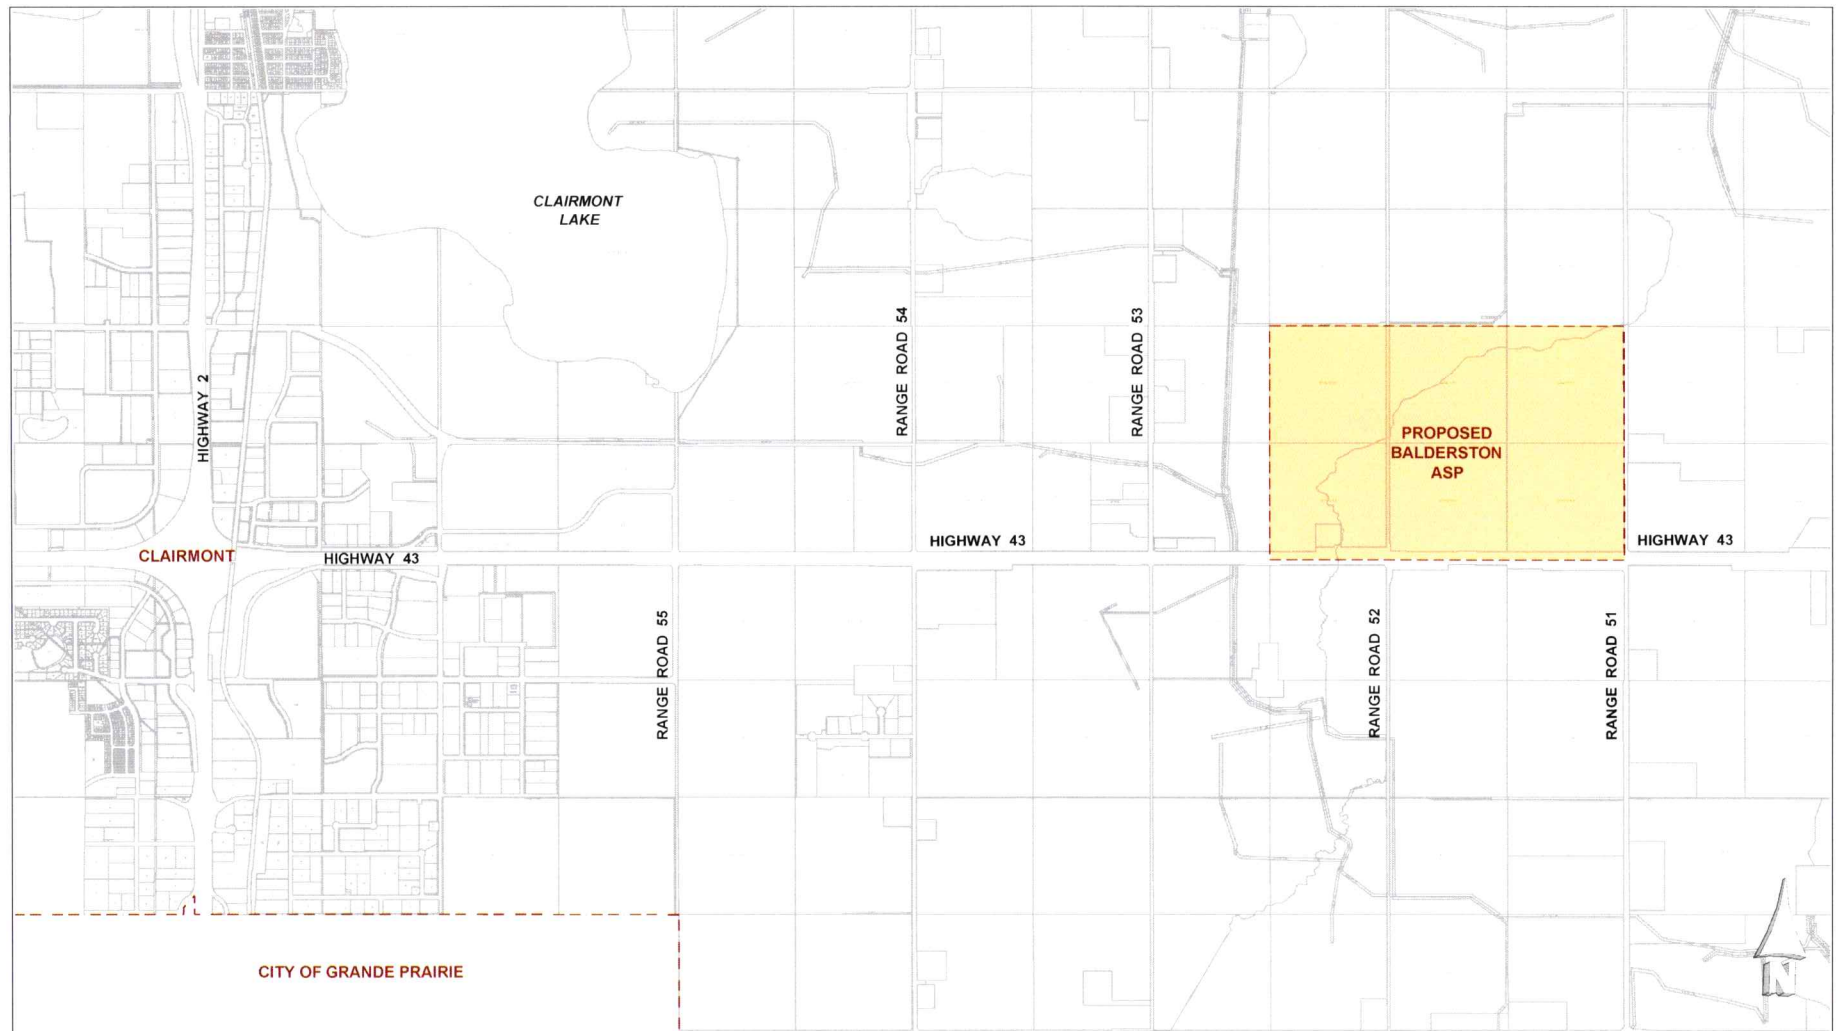 CLAIRMONT
LAKE
RANGE ROAD 54
RANGE ROAD 53
HIGHWAY 2
PROPOSED
BALDERSTON
ASP
CLAIRMONT
HIGHWAY 43
HIGHWAY 43
HIGHWAY 43
RANGE ROAD 55
RANGE ROAD 52
RANGE ROAD 51
CITY OF GRANDE PRAIRIE
N